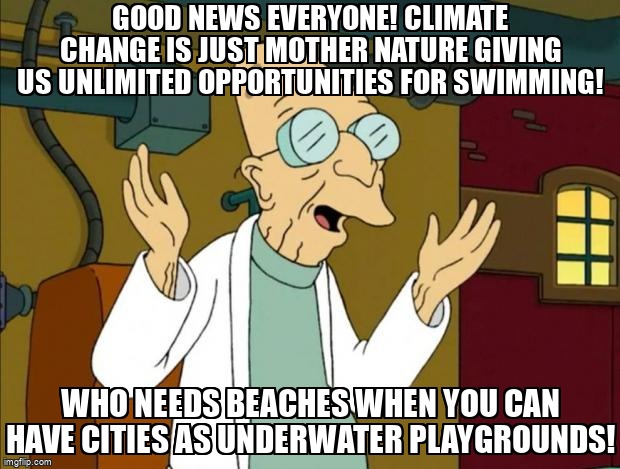 GOOD NEWS EVERYONE! CLIMATE
CHANGE IS JUST MOTHER NATURE GIVING
US UNLIMITED OPPORTUNITIES FOR SWIMMING!
WHO NEEDS BEACHES WHEN YOU CAN
HAVE CITIES AS UNDERWATER PLAYGROUNDS!
imgflip.com